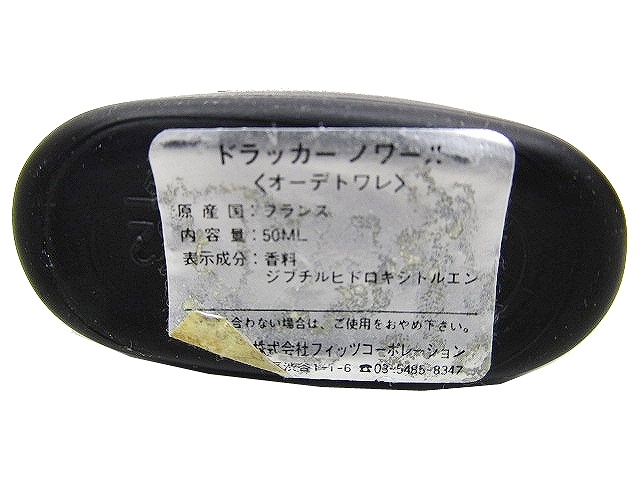 ドラッカー ノワール
〈オーデトワレ〉
原産国：フランス
内容量：50ML
表示成分：香料
ジブチルヒドロキシトルエン
合わない場合は、ご使用をおやめ下さい。
株式会社フィッツコーポレーション
渋谷1-1-6 ☎03-5485-8347